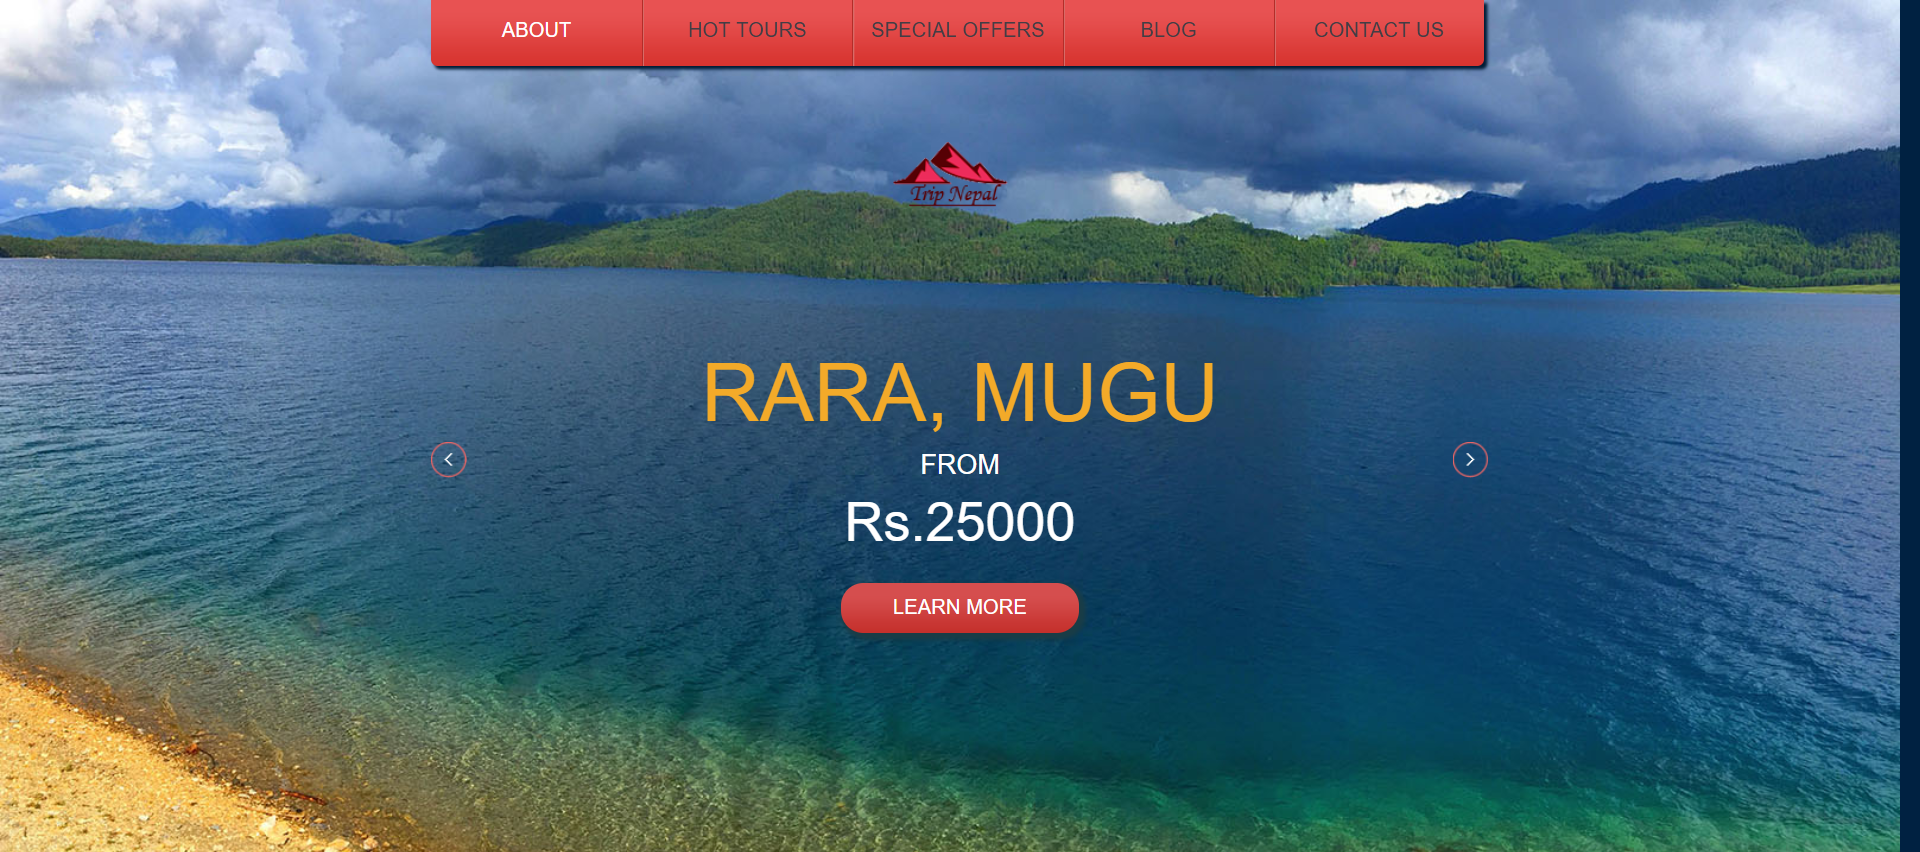 ABOUT
HOT TOURS
SPECIAL OFFERS
BLOG
CONTACT US
Trip Nepal
RARA, MUGU
FROM
Rs.25000
LEARN MORE